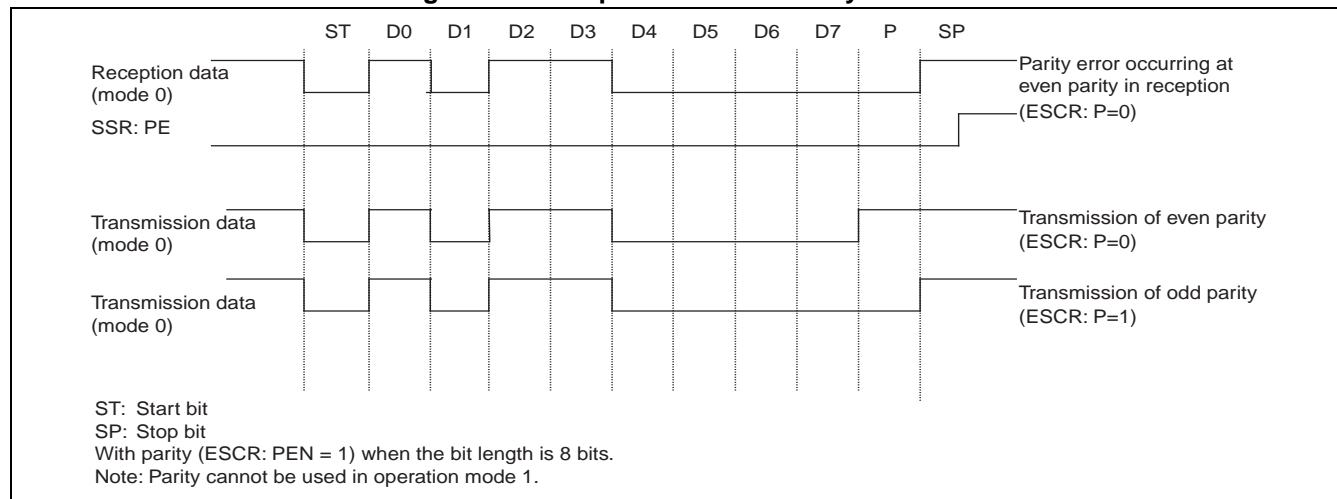 ST D0 D1 D2 D3 D4 D5 D6 D7 P SP
Reception data
(mode 0)
Parity error occurring at
even parity in reception
(ESCR: P=0)
SSR: PE
Transmission data
(mode 0)
Transmission of even parity
(ESCR: P=0)
Transmission data
(mode 0)
Transmission of odd parity
(ESCR: P=1)
ST: Start bit
SP: Stop bit
With parity (ESCR: PEN = 1) when the bit length is 8 bits.
Note: Parity cannot be used in operation mode 1.